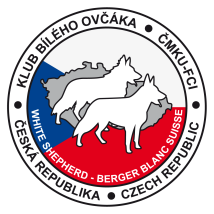 KLUB BÍLÉHO OVČÁKA • ČMKU-FCI
WHITE SHEPHERD - BERGER BLANC SUISSE
• ČESKÁ REPUBLIKA • CZECH REPUBLIC •